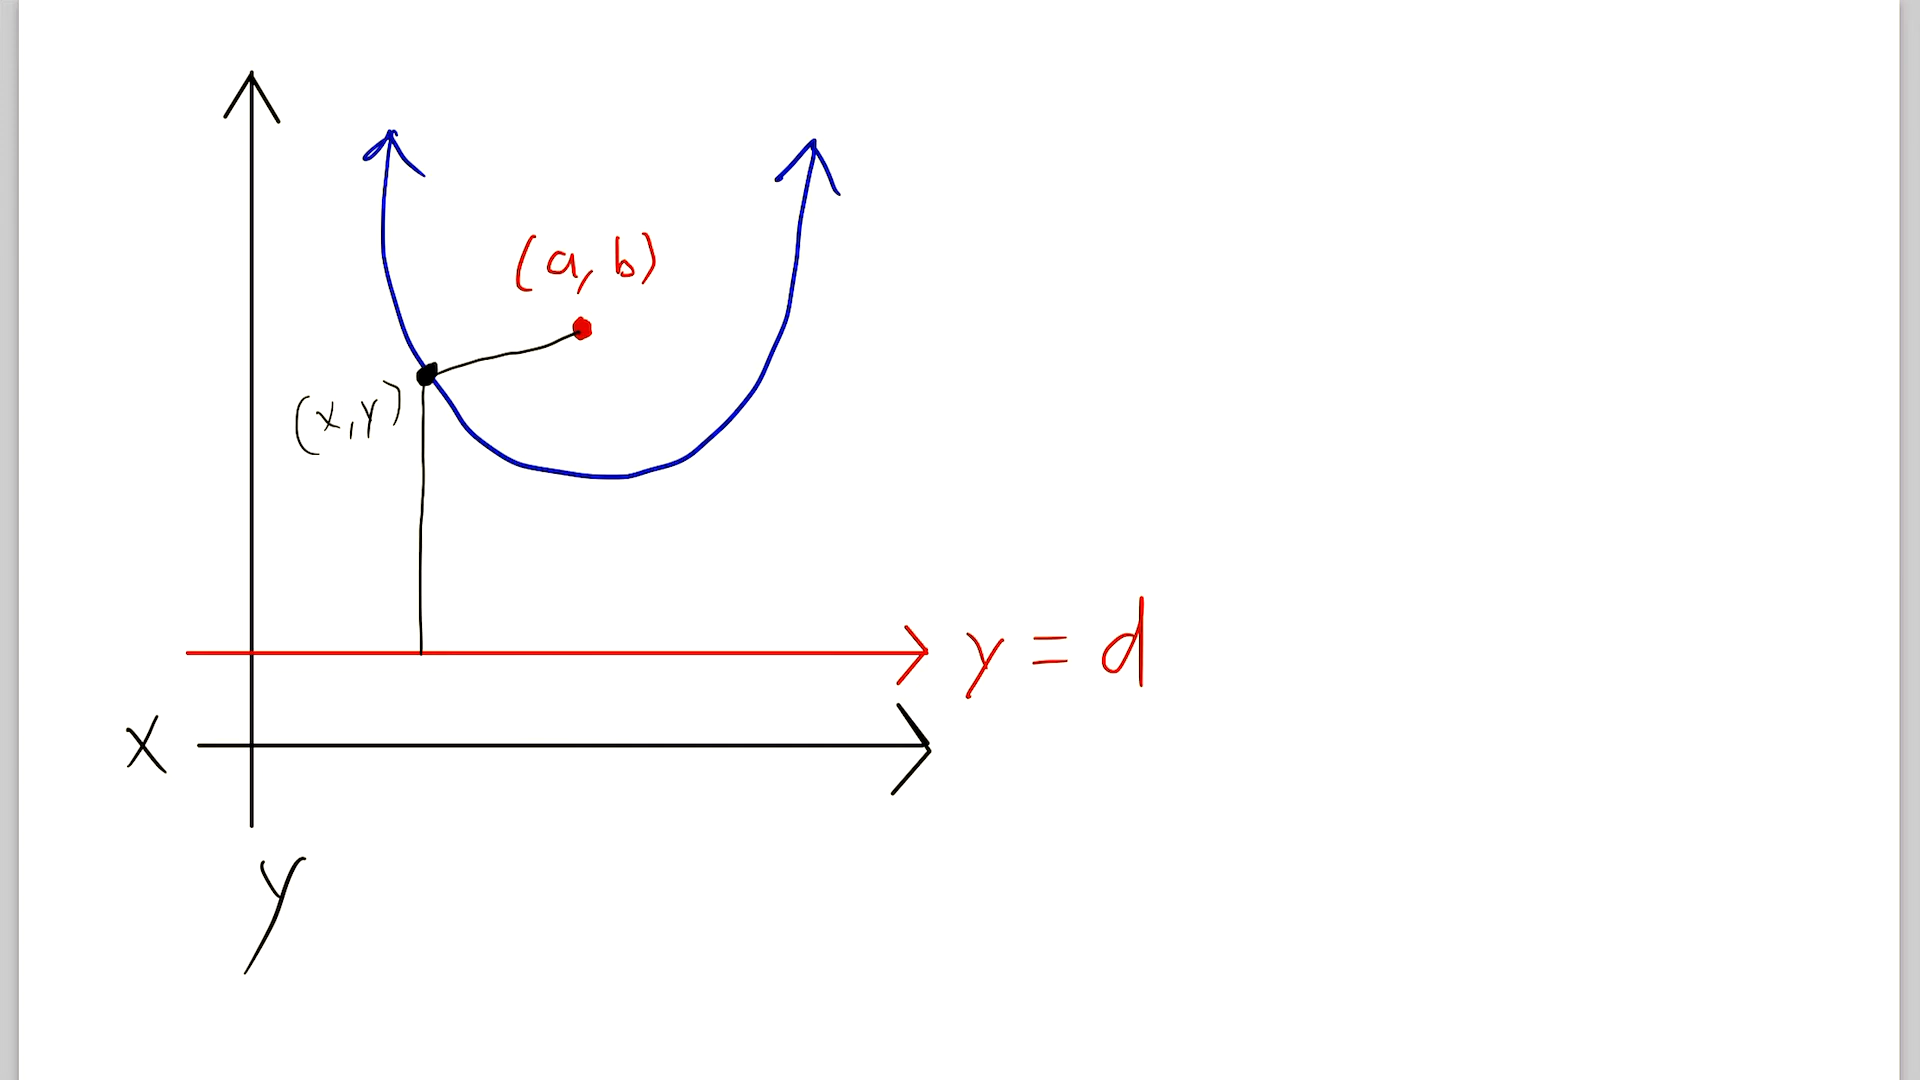 (a, b)
(x, y)
y = d
x
y